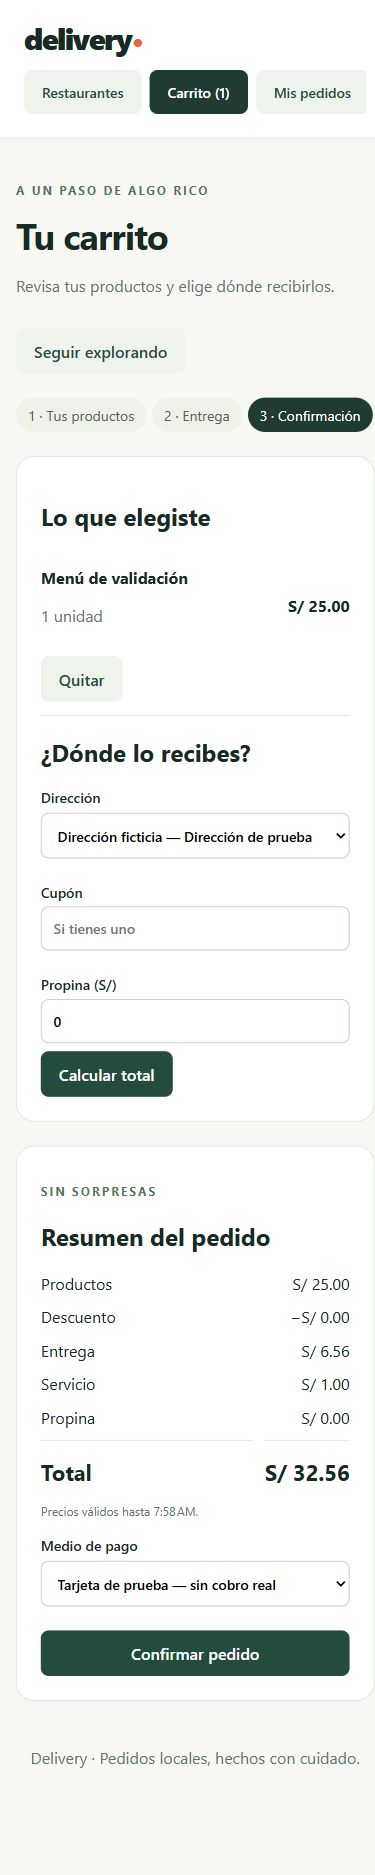 delivery
Restaurantes Carrito (1) Mis pedidos
A UN PASO DE ALGO RICO
Tu carrito
Revisa tus productos y elige dónde recibirlos.
Seguir explorando
1 · Tus productos 2 · Entrega 3 · Confirmación
Lo que elegiste
Menú de validación
1 unidad
S/ 25.00
Quitar
¿Dónde lo recibes?
Dirección
Dirección ficticia — Dirección de prueba
Cupón
Si tienes uno
Propina (S/)
0
Calcular total
SIN SORPRESAS
Resumen del pedido
Productos S/ 25.00
Descuento −S/ 0.00
Entrega S/ 6.56
Servicio S/ 1.00
Propina S/ 0.00
Total S/ 32.56
Precios válidos hasta 7:58 AM.
Medio de pago
Tarjeta de prueba — sin cobro real
Confirmar pedido
Delivery · Pedidos locales, hechos con cuidado.